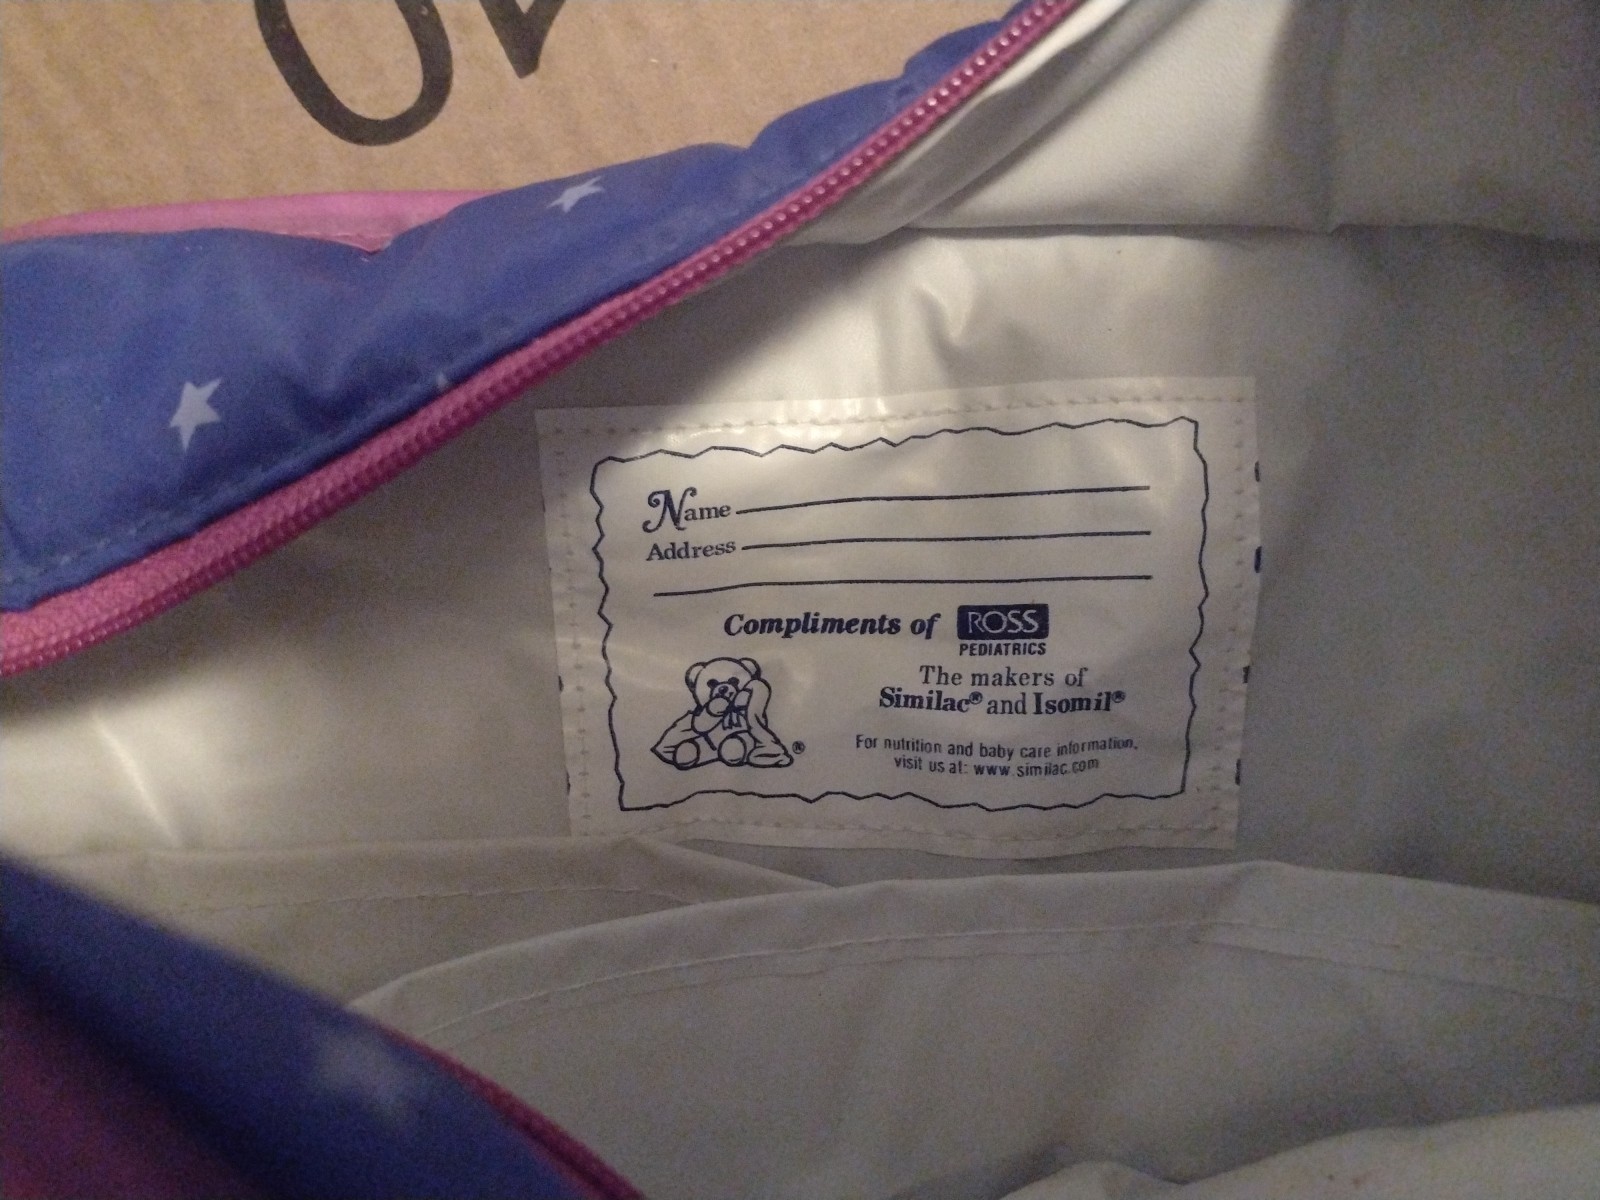 Name
Address
Compliments of ROSS
PEDIATRICS
The makers of
Similac® and Isomil®
®
For nutrition and baby care information,
visit us at: www.similac.com